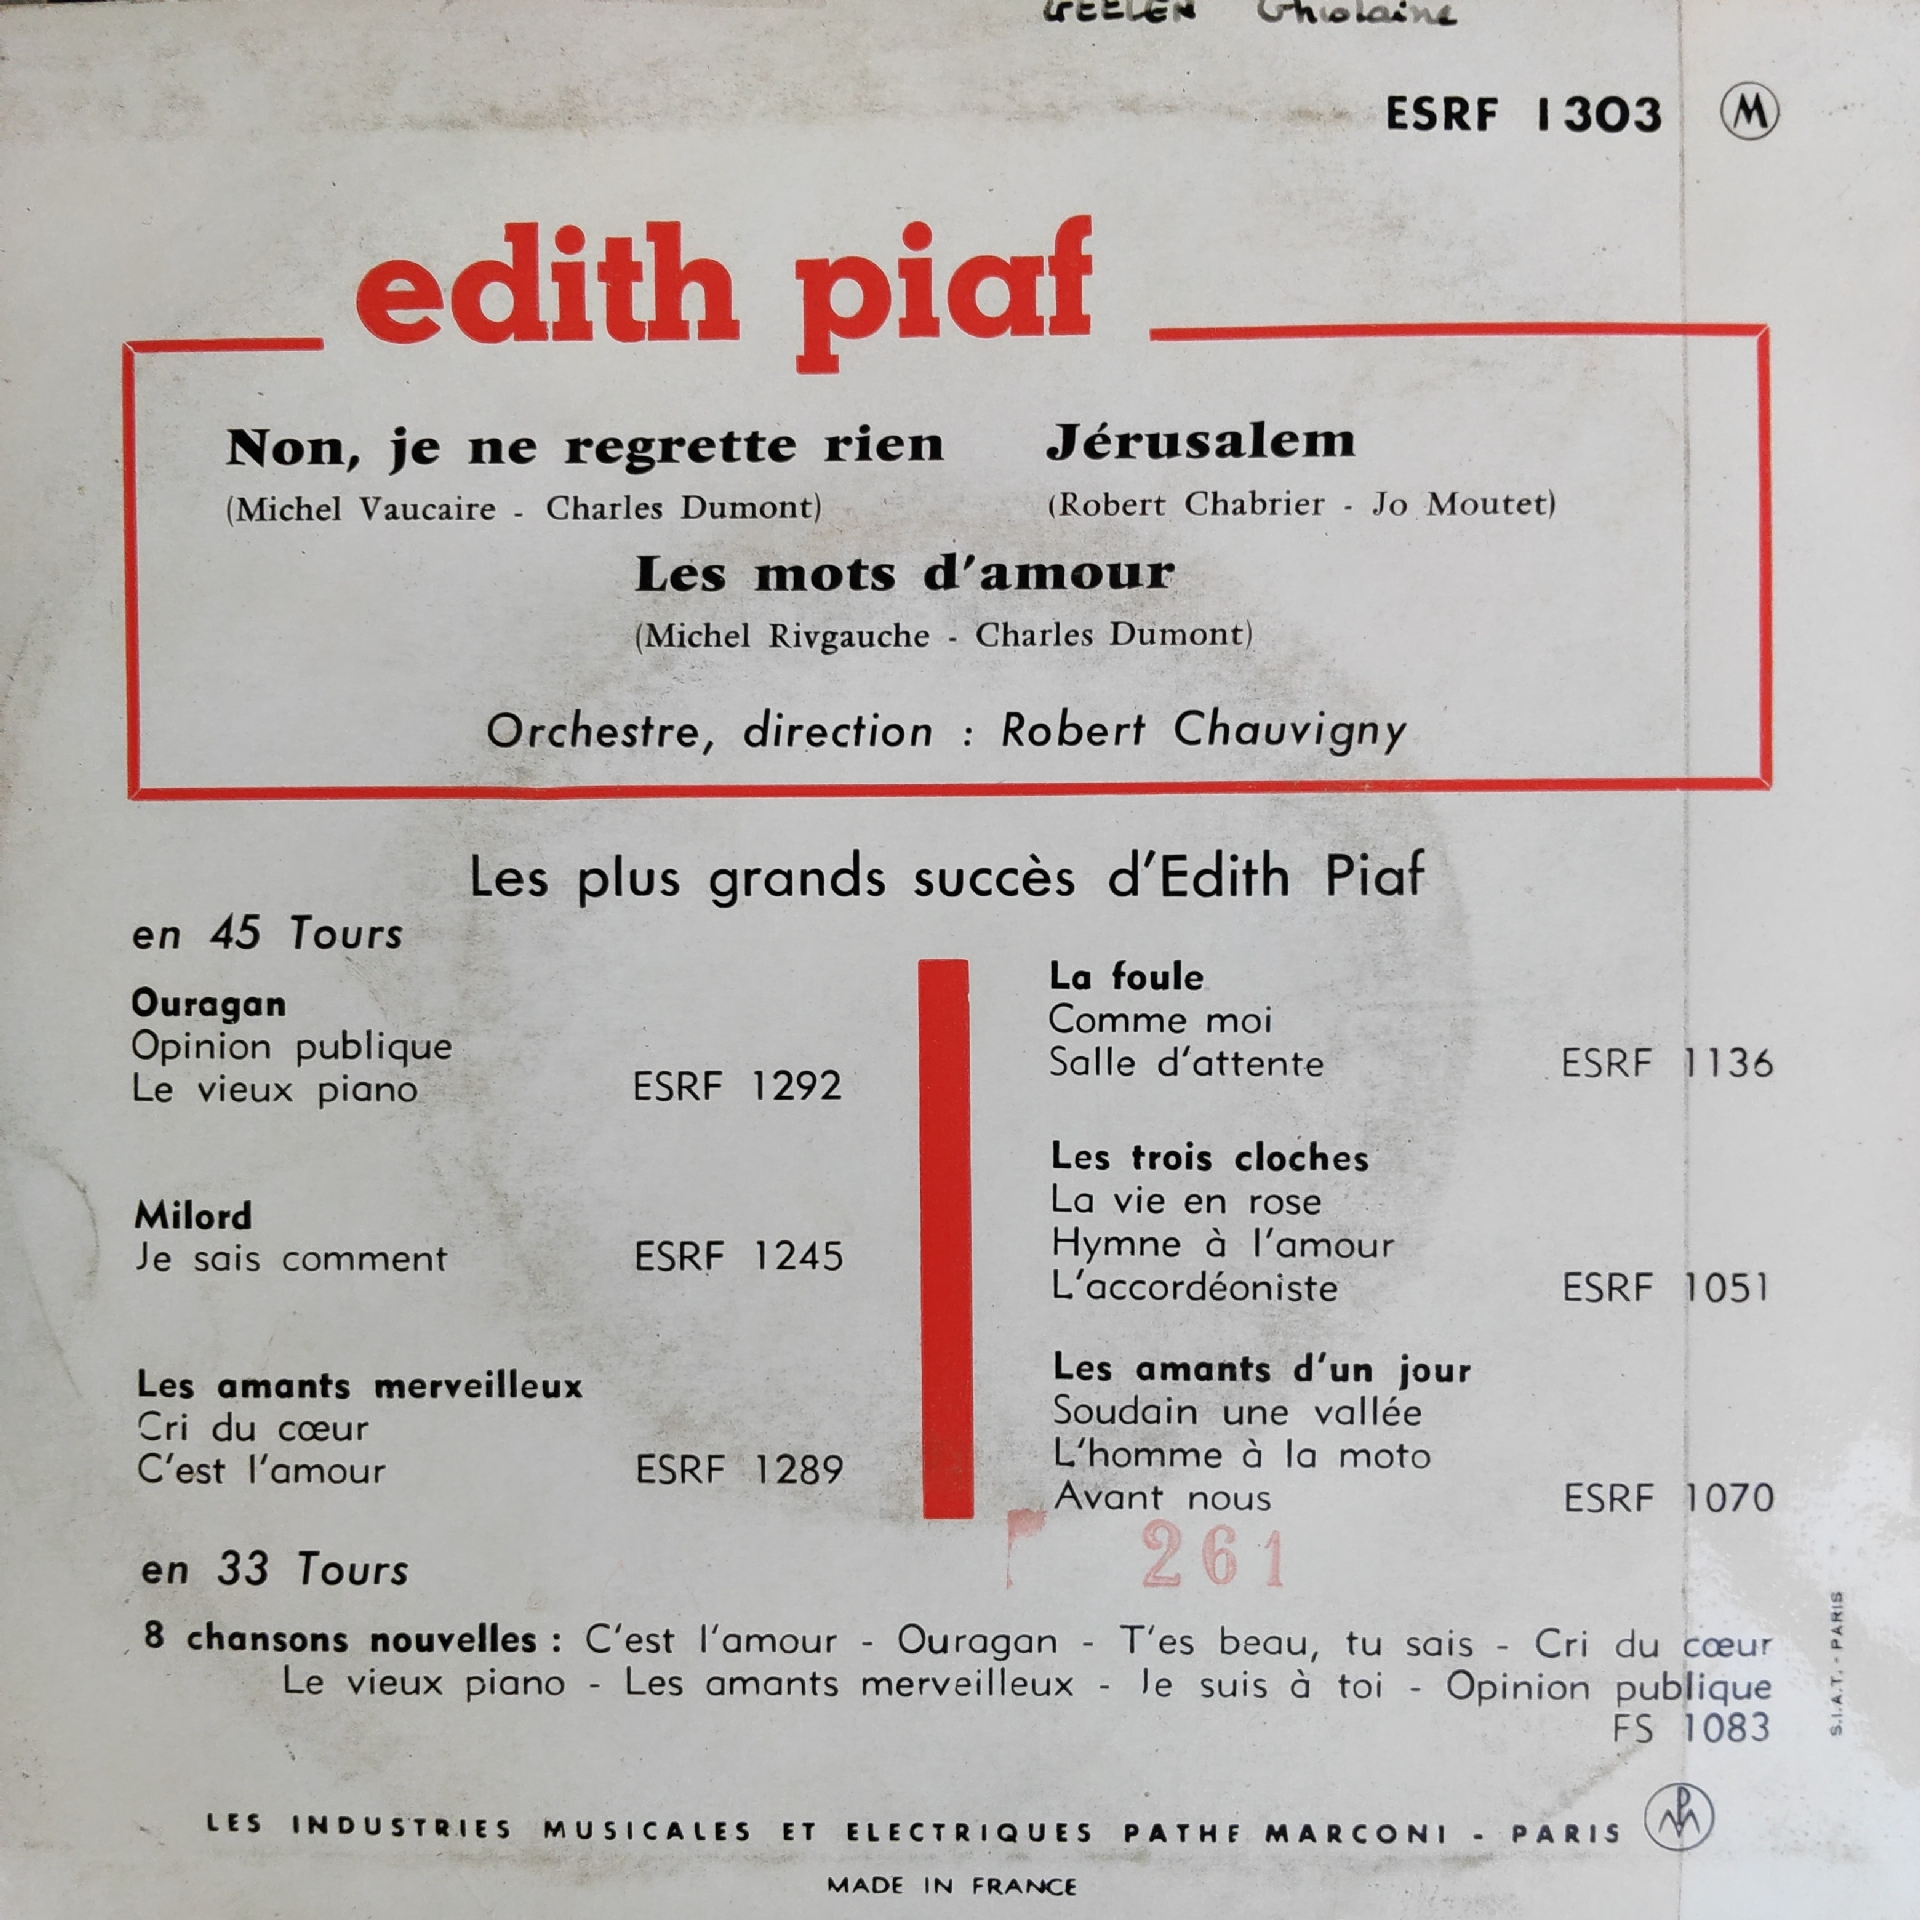 GEELEN Ghislaine
ESRF 1303 M
edith piaf
Non, je ne regrette rien
(Michel Vaucaire - Charles Dumont)
Jérusalem
(Robert Chabrier - Jo Moutet)
Les mots d'amour
(Michel Rivgauche - Charles Dumont)
Orchestre, direction : Robert Chauvigny
Les plus grands succès d'Edith Piaf
en 45 Tours
Ouragan
Opinion publique
Le vieux piano ESRF 1292
Milord
Je sais comment ESRF 1245
Les amants merveilleux
Cri du cœur
C'est l'amour ESRF 1289
La foule
Comme moi
Salle d'attente ESRF 1136
Les trois cloches
La vie en rose
Hymne à l'amour
L'accordéoniste ESRF 1051
Les amants d'un jour
Soudain une vallée
L'homme à la moto
Avant nous ESRF 1070
261
en 33 Tours
8 chansons nouvelles : C'est l'amour - Ouragan - T'es beau, tu sais - Cri du cœur
Le vieux piano - Les amants merveilleux - Je suis à toi - Opinion publique
FS 1083
S.I.A.T. - PARIS
LES INDUSTRIES MUSICALES ET ELECTRIQUES PATHE MARCONI - PARIS
MADE IN FRANCE